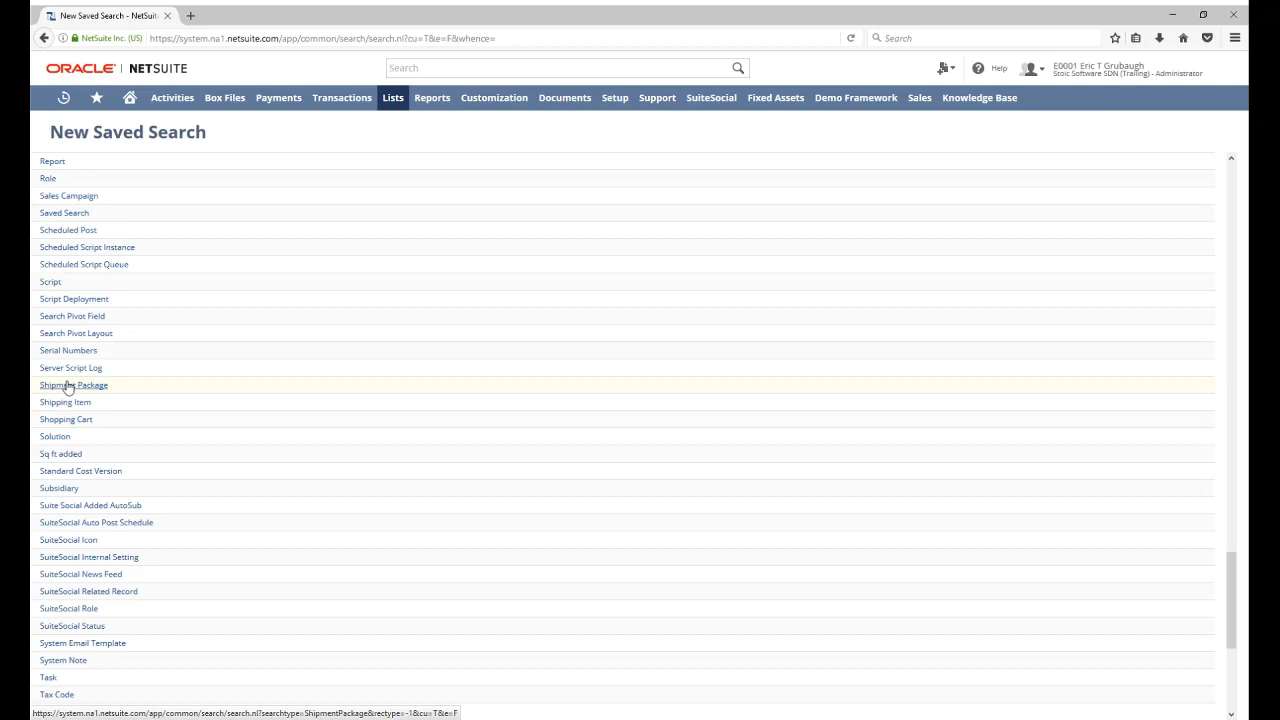 New Saved Search - NetSuit
NetSuite Inc. (US) https://system.na1.netsuite.com/app/common/search/search.nl?cu=T&e=F&whence=
Search
ORACLE | NETSUITE
Search
Help
E0001 Eric T Grubaugh
Stoic Software SDN (Trailing) - Administrator
Activities Box Files Payments Transactions Lists Reports Customization Documents Setup Support SuiteSocial Fixed Assets Demo Framework Sales Knowledge Base
New Saved Search
Report
Role
Sales Campaign
Saved Search
Scheduled Post
Scheduled Script Instance
Scheduled Script Queue
Script
Script Deployment
Search Pivot Field
Search Pivot Layout
Serial Numbers
Server Script Log
Shipment Package
Shipping Item
Shopping Cart
Solution
Sq ft added
Standard Cost Version
Subsidiary
Suite Social Added AutoSub
SuiteSocial Auto Post Schedule
SuiteSocial Icon
SuiteSocial Internal Setting
SuiteSocial News Feed
SuiteSocial Related Record
SuiteSocial Role
SuiteSocial Status
System Email Template
System Note
Task
Tax Code
https://system.na1.netsuite.com/app/common/search/search.nl?searchtype=ShipmentPackage&rectype=-1&cu=T&e=F